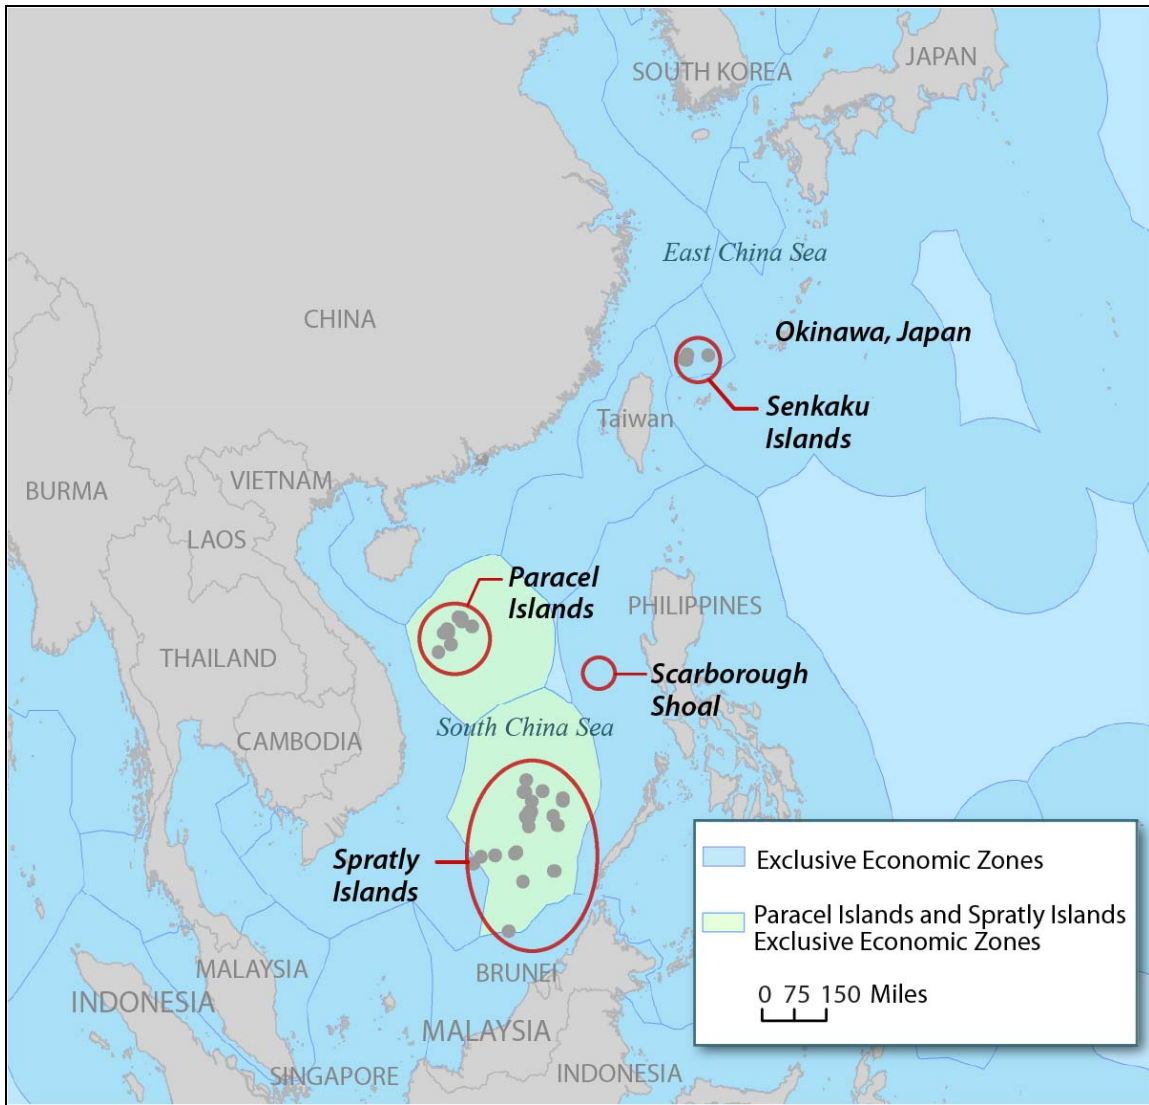 JAPAN
SOUTH KOREA
East China Sea
CHINA
Okinawa, Japan
Senkaku
Islands
Taiwan
VIETNAM
BURMA
LAOS
Paracel
Islands
PHILIPPINES
THAILAND
Scarborough
Shoal
South China Sea
CAMBODIA
Spratly
Islands
Exclusive Economic Zones
Paracel Islands and Spratly Islands
Exclusive Economic Zones
0 75 150 Miles
MALAYSIA
BRUNEI
INDONESIA
MALAYSIA
SINGAPORE
INDONESIA